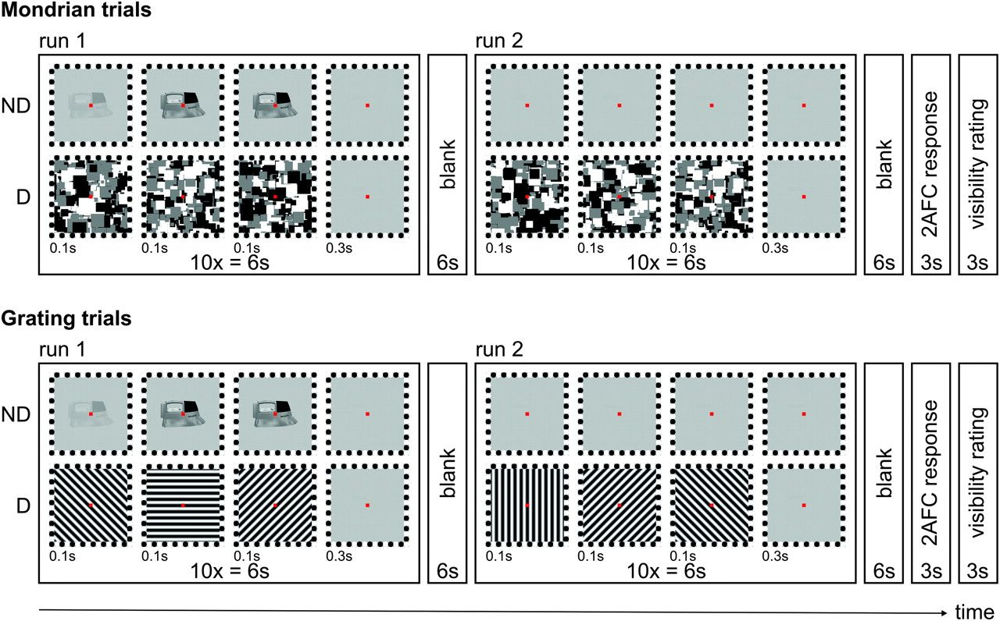 Mondrian trials
run 1
run 2
ND
D
0.1s 0.1s 0.1s 0.3s
10x = 6s
blank
6s
0.1s 0.1s 0.1s 0.3s
10x = 6s
blank
6s
2AFC response
3s
visibility rating
3s
Grating trials
run 1
run 2
ND
D
0.1s 0.1s 0.1s 0.3s
10x = 6s
blank
6s
0.1s 0.1s 0.1s 0.3s
10x = 6s
blank
6s
2AFC response
3s
visibility rating
3s
time